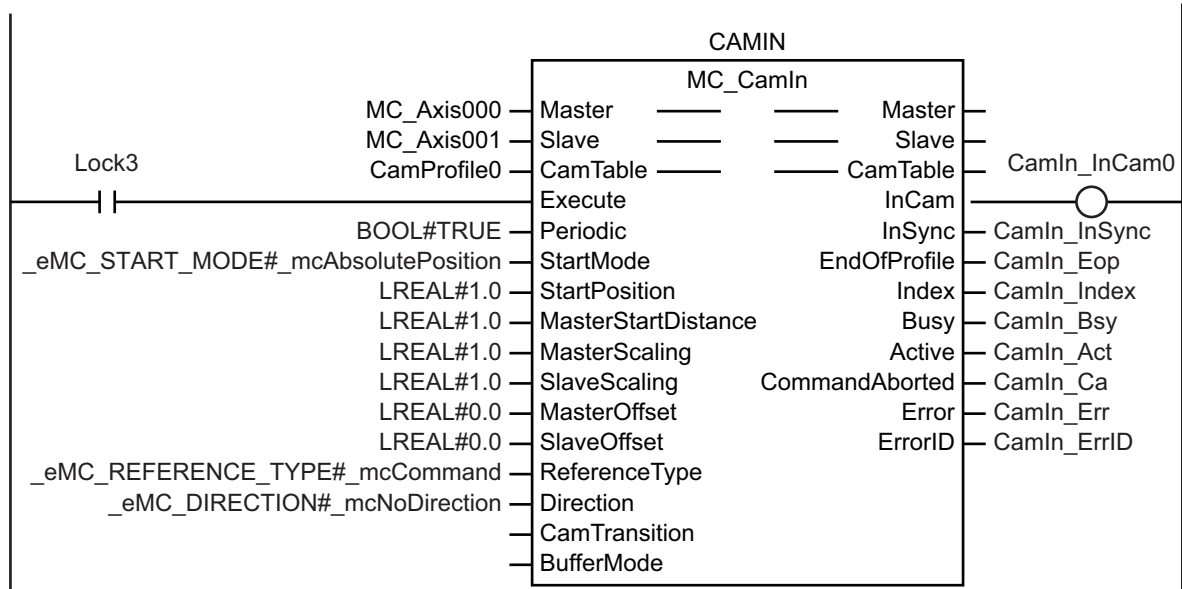 CAMIN
MC_CamIn
MC_Axis000 Master Master
MC_Axis001 Slave Slave
Lock3 CamProfile0 CamTable CamTable CamIn_InCam0
Execute InCam
BOOL#TRUE Periodic InSync CamIn_InSync
_eMC_START_MODE#_mcAbsolutePosition StartMode EndOfProfile CamIn_Eop
LREAL#1.0 StartPosition Index CamIn_Index
LREAL#1.0 MasterStartDistance Busy CamIn_Bsy
LREAL#1.0 MasterScaling Active CamIn_Act
LREAL#1.0 SlaveScaling CommandAborted CamIn_Ca
LREAL#0.0 MasterOffset Error CamIn_Err
LREAL#0.0 SlaveOffset ErrorID CamIn_ErrID
_eMC_REFERENCE_TYPE#_mcCommand ReferenceType
_eMC_DIRECTION#_mcNoDirection Direction
CamTransition
BufferMode